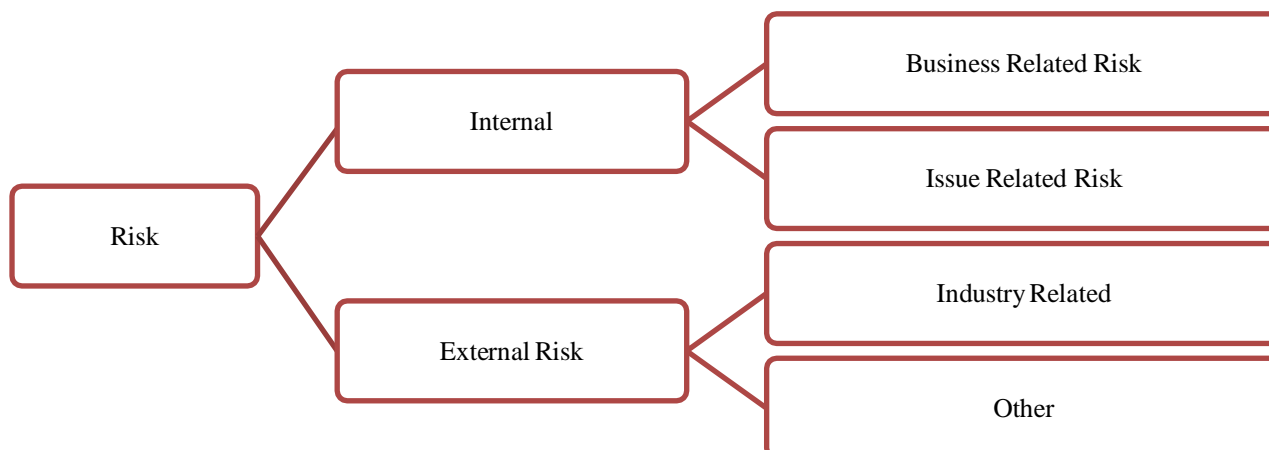 Business Related Risk
Internal
Issue Related Risk
Risk
Industry Related
External Risk
Other